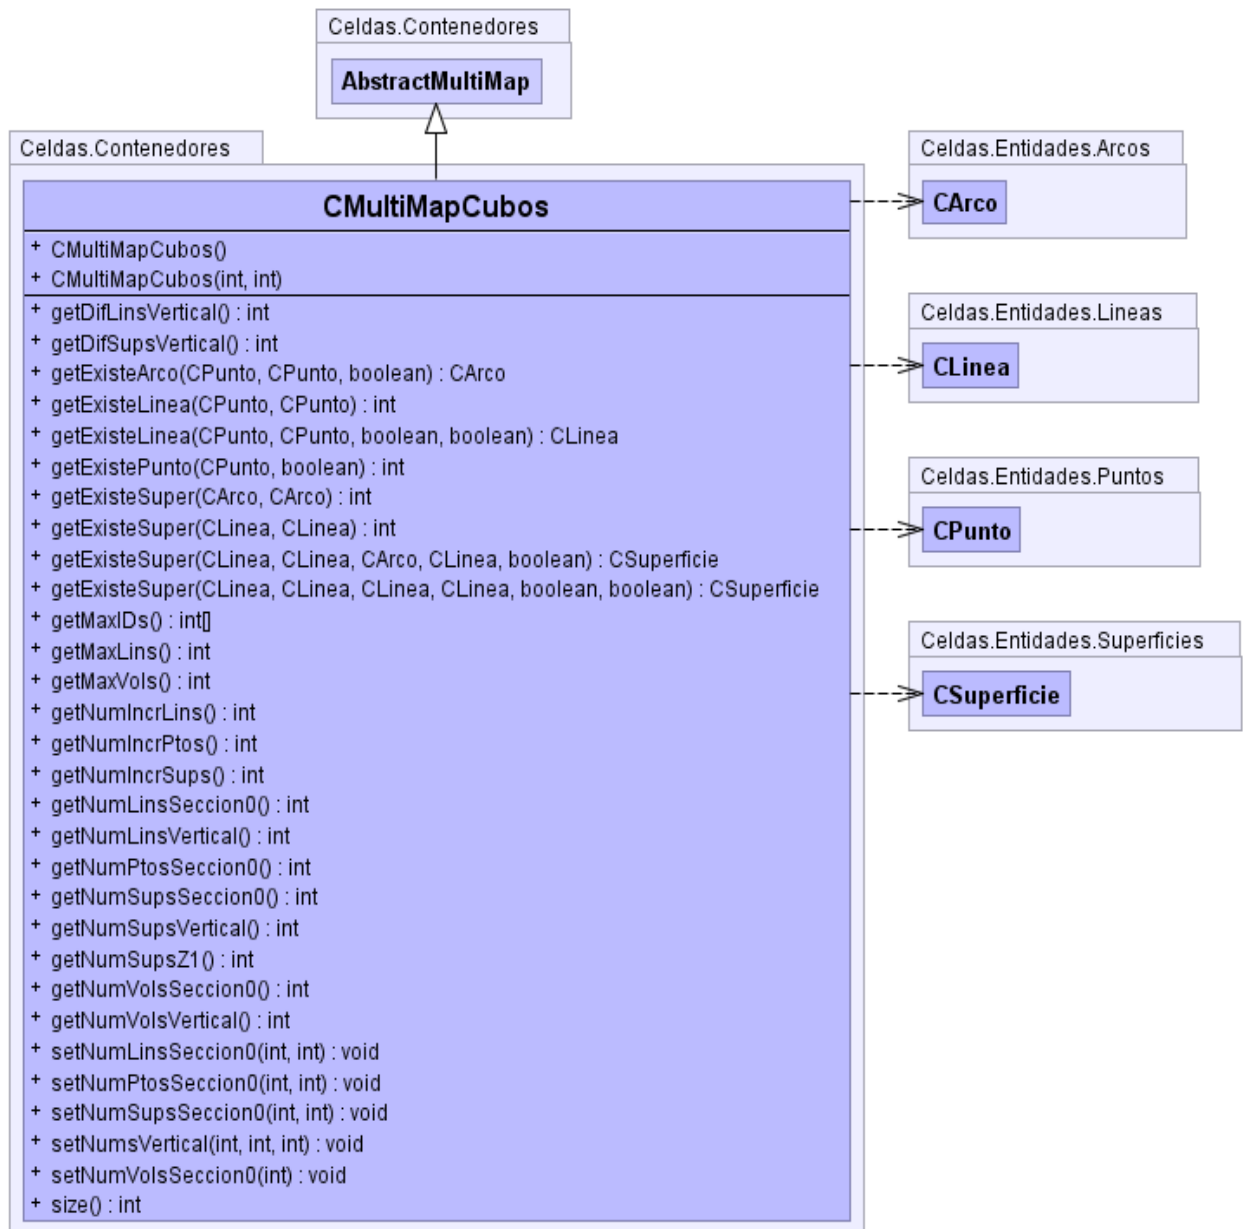 Celdas.Contenedores
AbstractMultiMap
Celdas.Contenedores
CMultiMapCubos
+ CMultiMapCubos()
+ CMultiMapCubos(int, int)
+ getDifLinsVertical() : int
+ getDifSupsVertical() : int
+ getExisteArco(CPunto, CPunto, boolean) : CArco
+ getExisteLinea(CPunto, CPunto) : int
+ getExisteLinea(CPunto, CPunto, boolean, boolean) : CLinea
+ getExistePunto(CPunto, boolean) : int
+ getExisteSuper(CArco, CArco) : int
+ getExisteSuper(CLinea, CLinea) : int
+ getExisteSuper(CLinea, CLinea, CArco, CLinea, boolean) : CSuperficie
+ getExisteSuper(CLinea, CLinea, CLinea, CLinea, boolean, boolean) : CSuperficie
+ getMaxIDs() : int[]
+ getMaxLins() : int
+ getMaxVols() : int
+ getNumIncrLins() : int
+ getNumIncrPtos() : int
+ getNumIncrSups() : int
+ getNumLinsSeccion0() : int
+ getNumLinsVertical() : int
+ getNumPtosSeccion0() : int
+ getNumSupsSeccion0() : int
+ getNumSupsVertical() : int
+ getNumSupsZ1() : int
+ getNumVolsSeccion0() : int
+ getNumVolsVertical() : int
+ setNumLinsSeccion0(int, int) : void
+ setNumPtosSeccion0(int, int) : void
+ setNumSupsSeccion0(int, int) : void
+ setNumsVertical(int, int, int) : void
+ setNumVolsSeccion0(int) : void
+ size() : int
Celdas.Entidades.Arcos
CArco
Celdas.Entidades.Lineas
CLinea
Celdas.Entidades.Puntos
CPunto
Celdas.Entidades.Superficies
CSuperficie